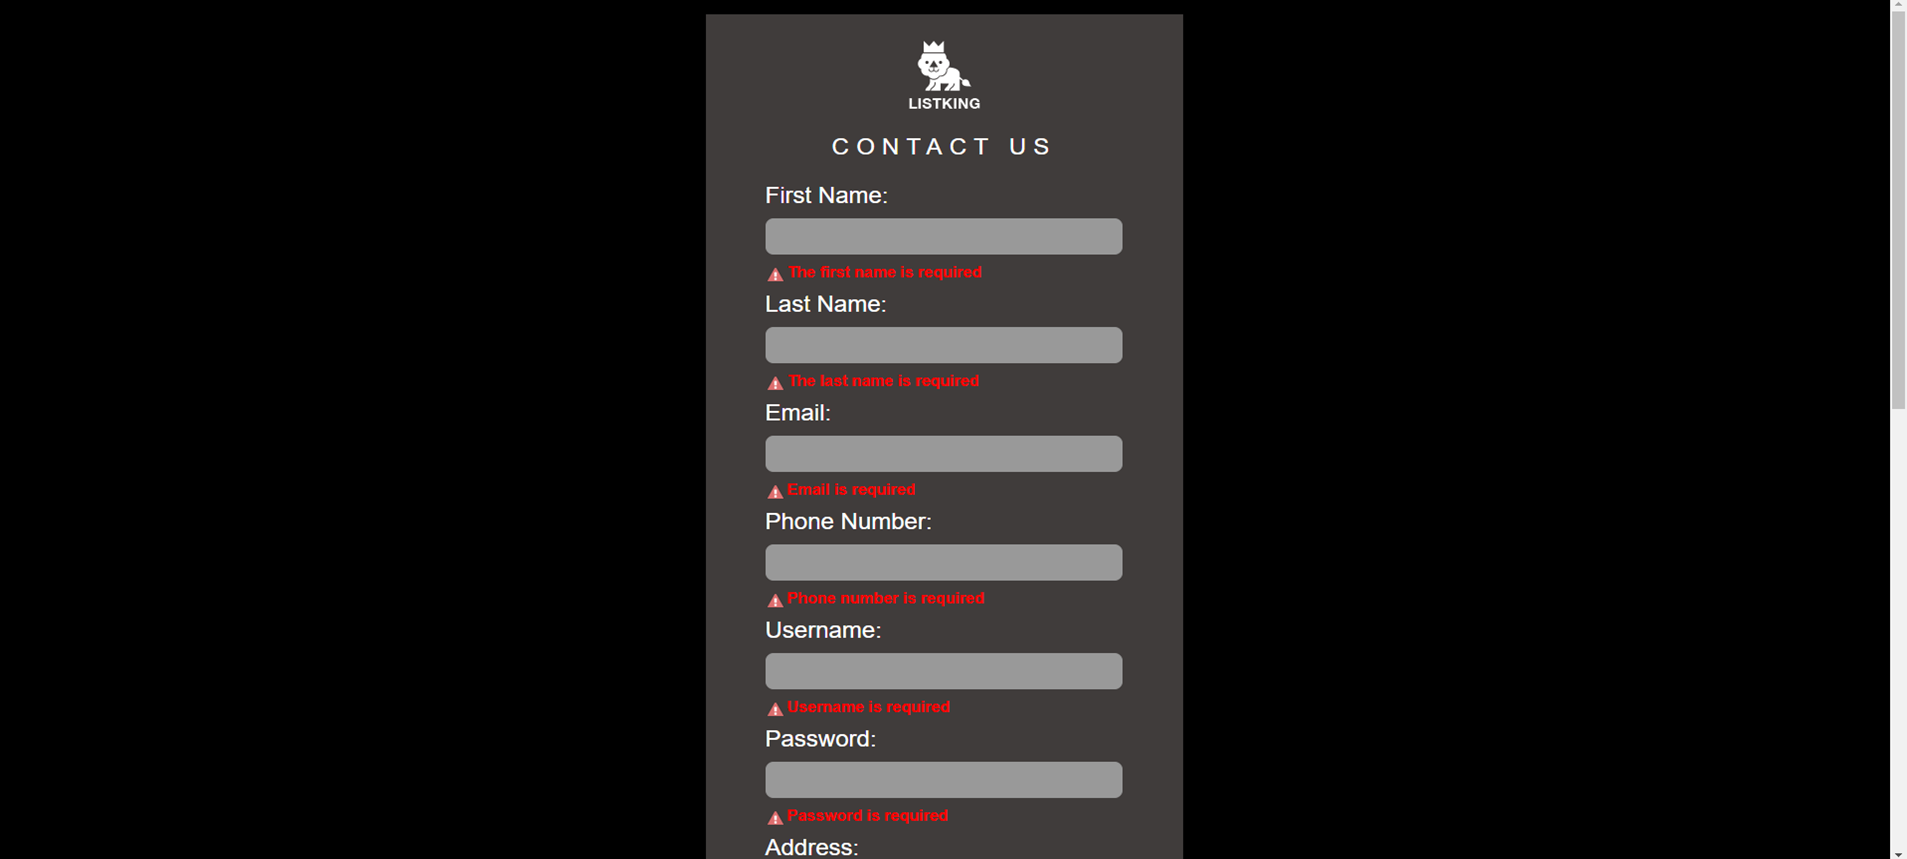 LISTKING
CONTACT US
First Name:
The first name is required
Last Name:
The last name is required
Email:
Email is required
Phone Number:
Phone number is required
Username:
Username is required
Password:
Password is required
Address: